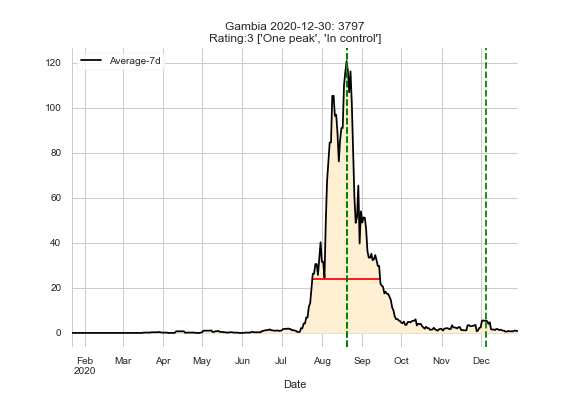 Gambia 2020-12-30: 3797
Rating:3 ['One peak', 'In control']
Average-7d
120
100
80
60
40
20
0
Feb Mar Apr May Jun Jul Aug Sep Oct Nov Dec
2020
Date